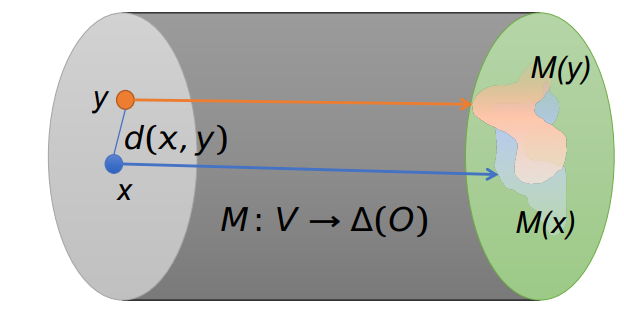 M(y)
y
d(x, y)
x
M: V → Δ(O)
M(x)